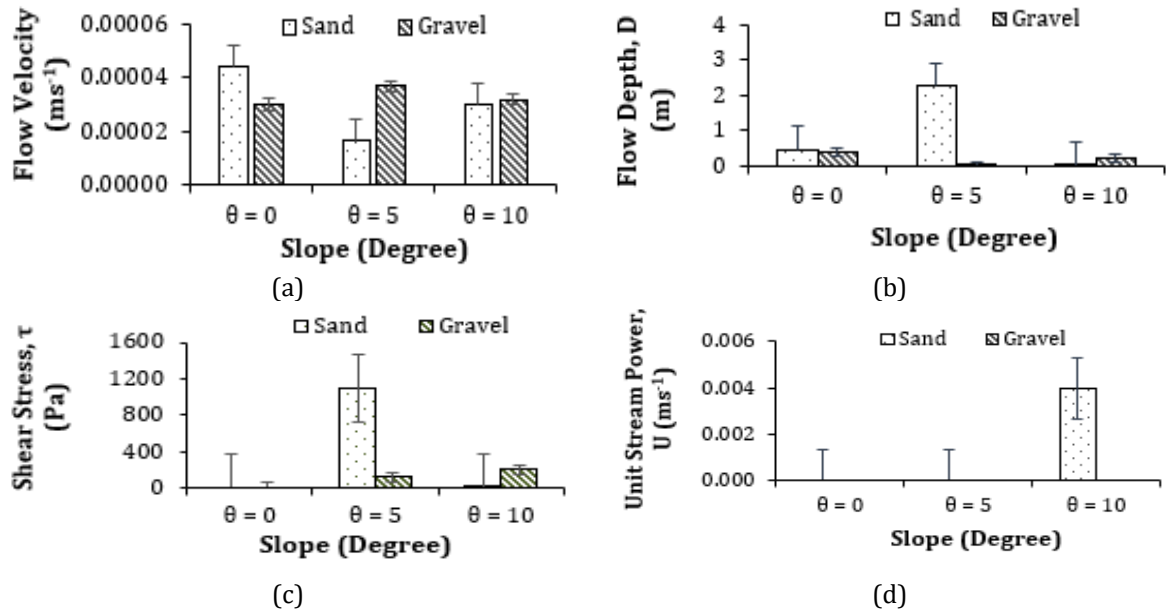 Flow Velocity
(ms⁻¹)
0.00006
0.00004
0.00002
0.00000
Sand
Gravel
θ = 0
θ = 5
θ = 10
Slope (Degree)
(a)
Flow Depth, D
(m)
4
3
2
1
0
Sand
Gravel
θ = 0
θ = 5
θ = 10
Slope (Degree)
(b)
Shear Stress, τ
(Pa)
1600
1200
800
400
0
Sand
Gravel
θ = 0
θ = 5
θ = 10
Slope (Degree)
(c)
Unit Stream Power,
U (ms⁻¹)
0.006
0.004
0.002
0.000
Sand
Gravel
θ = 0
θ = 5
θ = 10
Slope (Degree)
(d)